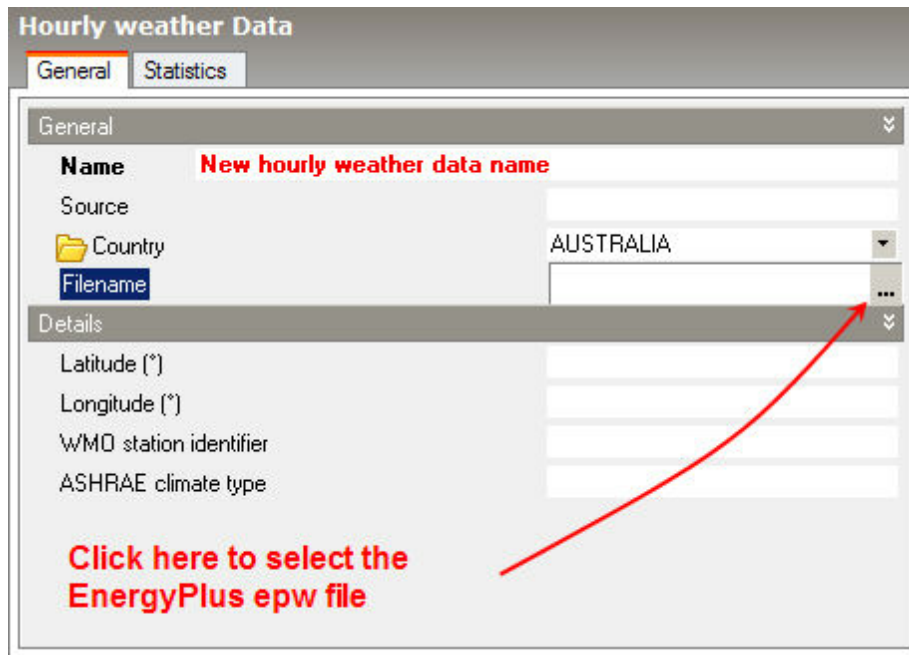 Hourly weather Data
General Statistics
General
Name New hourly weather data name
Source
Country AUSTRALIA
Filename ...
Details
Latitude (°)
Longitude (°)
WMO station identifier
ASHRAE climate type
Click here to select the
EnergyPlus epw file